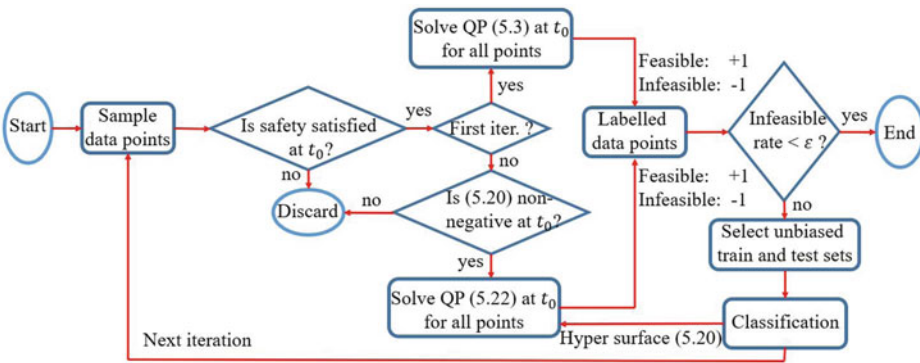 Start
Sample
data points
Is safety satisfied
at t₀?
yes
no
Discard
First iter. ?
yes
no
Solve QP (5.3) at t₀
for all points
Is (5.20) non-
negative at t₀?
no
yes
Solve QP (5.22) at t₀
for all points
Feasible: +1
Infeasible: -1
Labelled
data points
Feasible: +1
Infeasible: -1
Infeasible
rate < ε ?
yes
End
no
Select unbiased
train and test sets
Classification
Hyper surface (5.20)
Next iteration